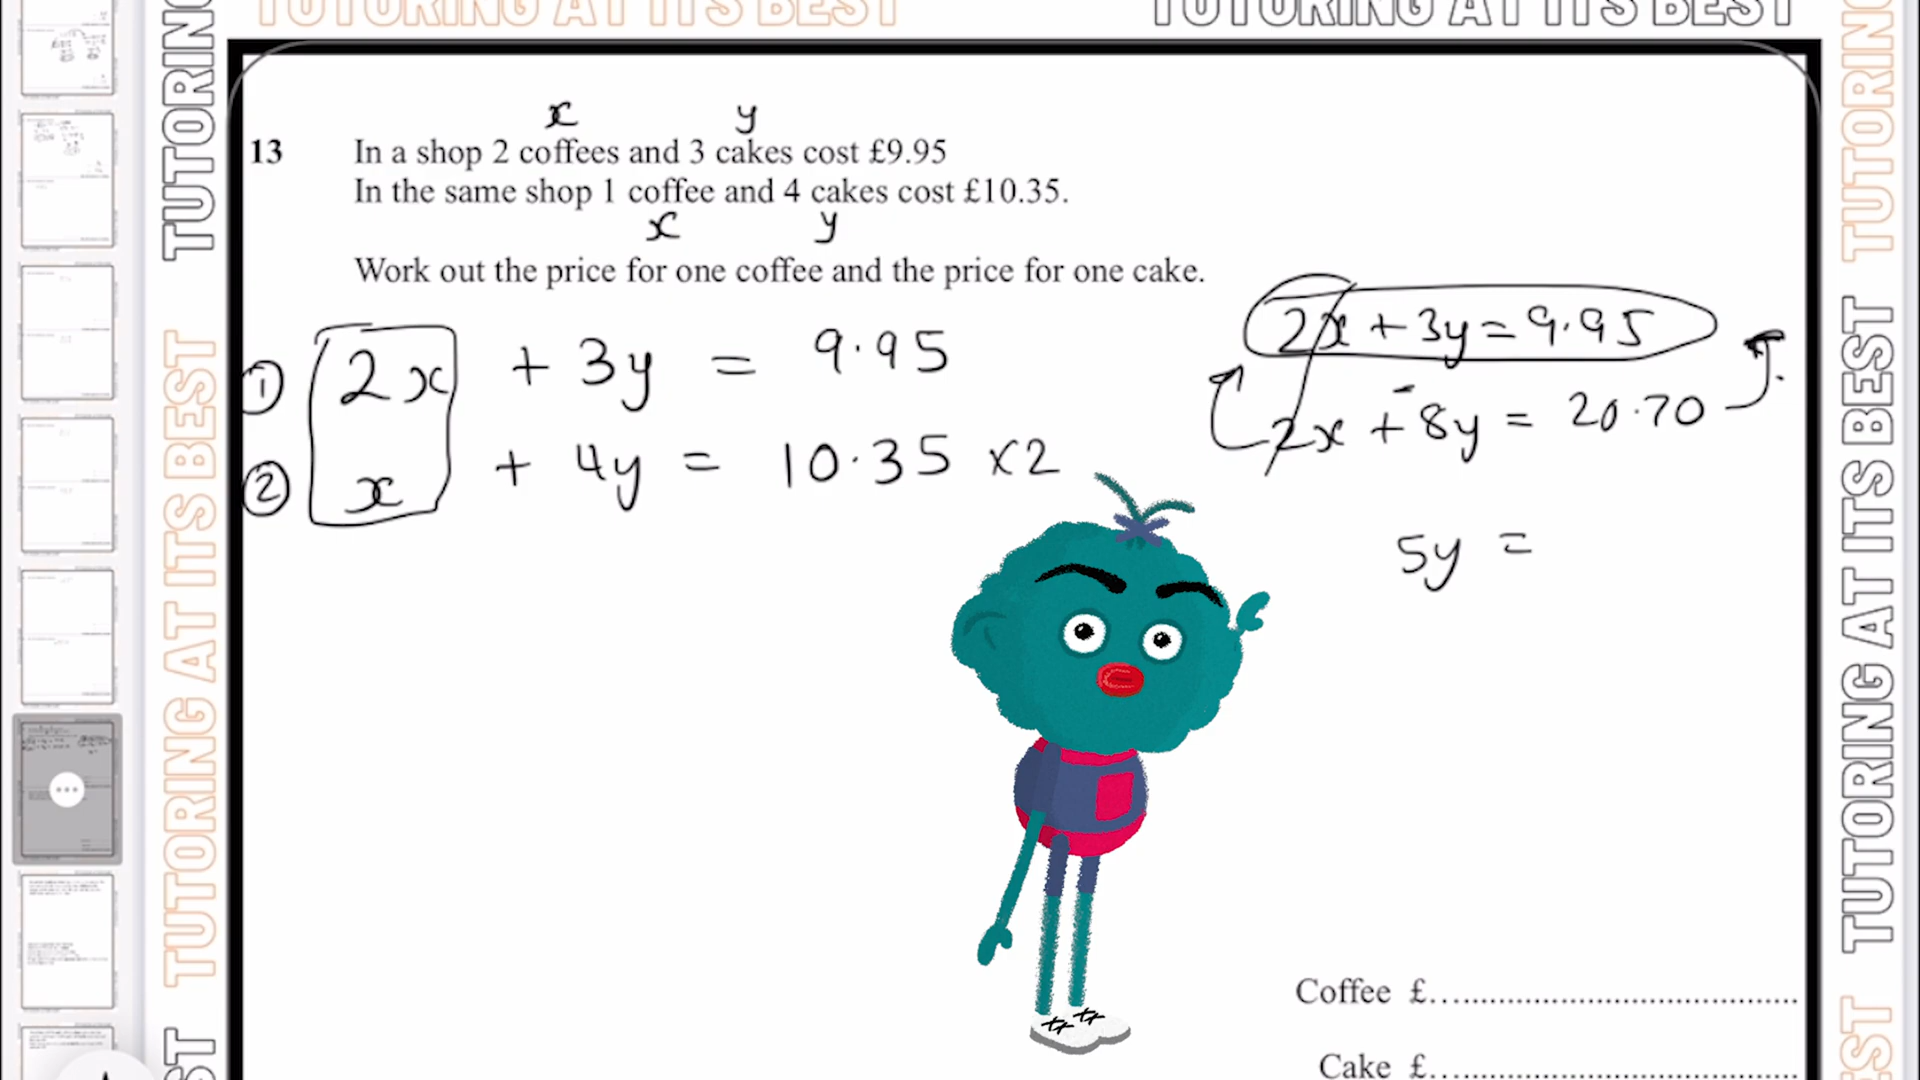 TUTORING AT ITS BEST TUTORING AT ITS BEST
x y
13 In a shop 2 coffees and 3 cakes cost £9.95
In the same shop 1 coffee and 4 cakes cost £10.35.
x y
Work out the price for one coffee and the price for one cake.
① 2x + 3y = 9.95
② x + 4y = 10.35 x2
2x + 3y = 9.95
2x + 8y = 20.70
5y =
Coffee £
Cake £
TUTORING
TUTORING AT ITS BEST
TUTORING
TUTORING AT ITS BEST